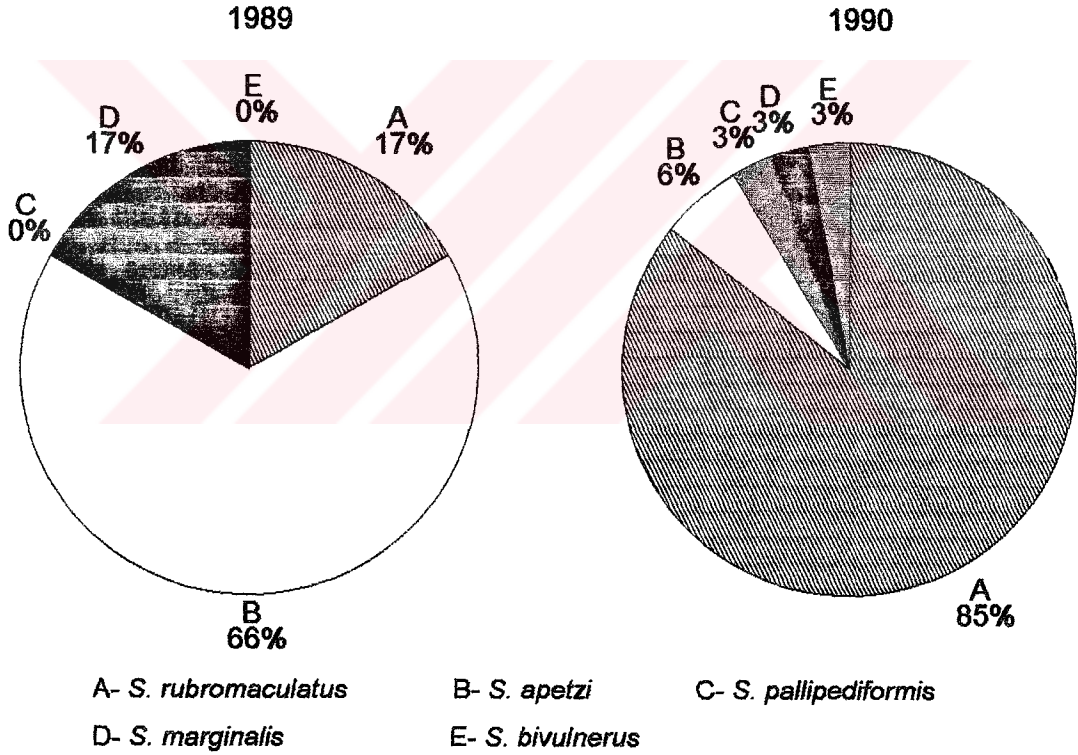 1989
1990
E
0%
D
17%
A
17%
C
0%
B
66%
E
3%
D
3%
C
3%
B
6%
A
85%
A- S. rubromaculatus B- S. apetzi C- S. pallipediformis
D- S. marginalis E- S. bivulnerus